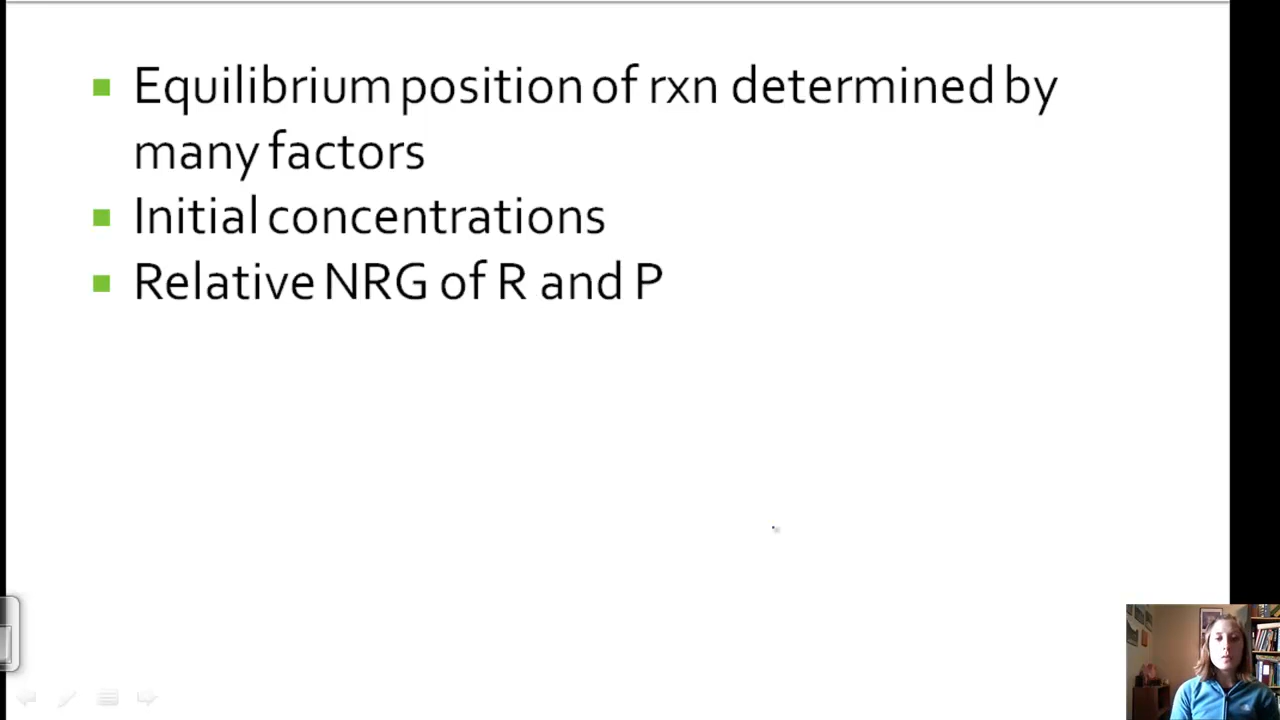 Equilibrium position of rxn determined by
many factors
Initial concentrations
Relative NRG of R and P